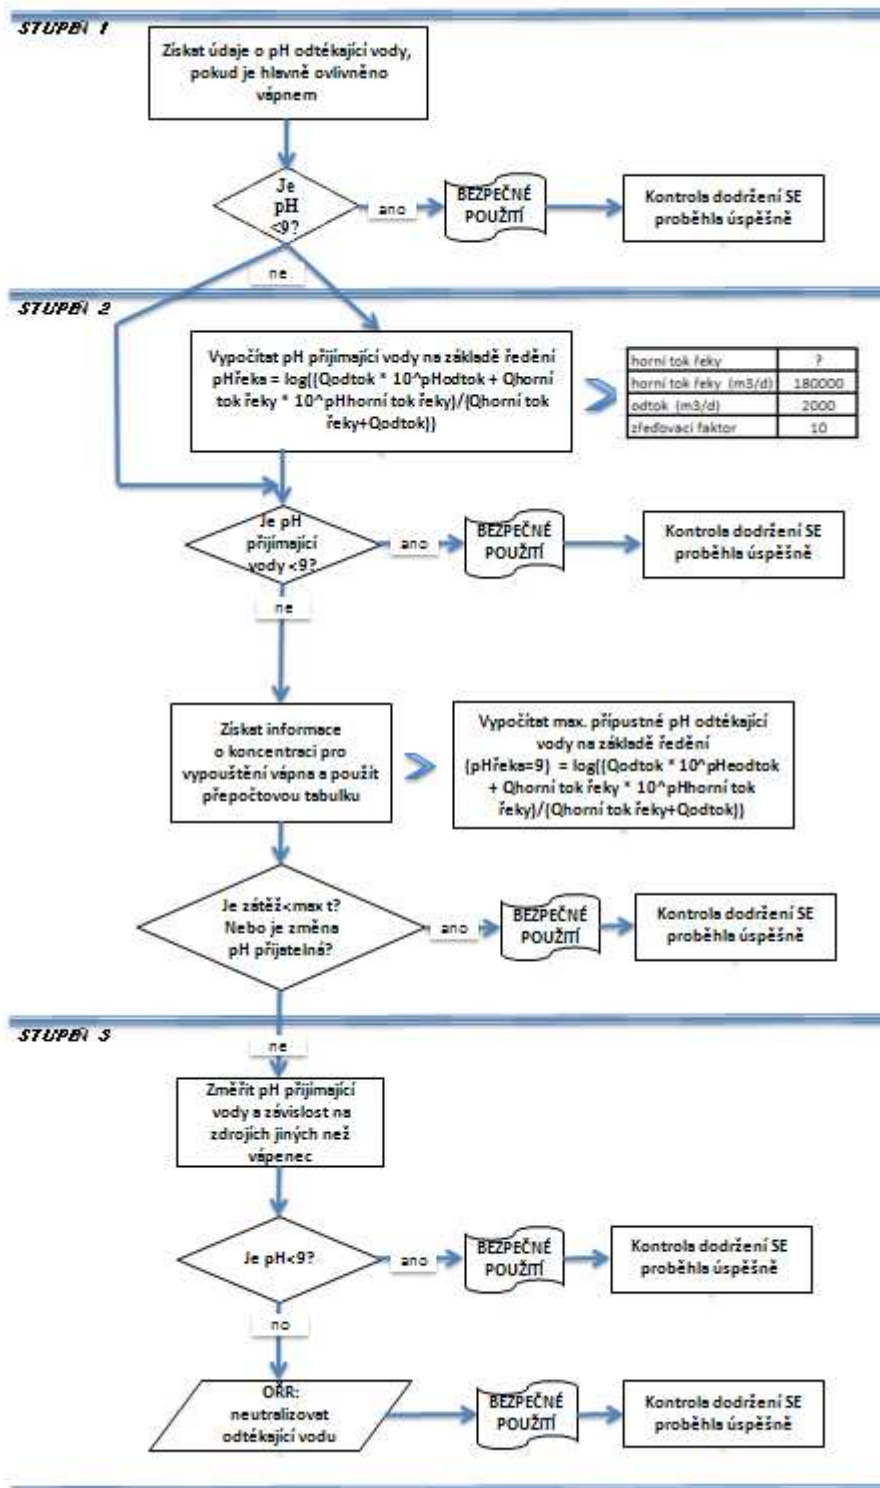 STUPEŇ 1
Získat údaje o pH odtékající vody,
pokud je hlavně ovlivněno
vápnem
Je
pH
<9?
ano
BEZPEČNÉ
POUŽITÍ
Kontrola dodržení SE
proběhla úspěšně
ne
STUPEŇ 2
Vypočítat pH přijímající vody na základě ředění
pHřeka = log((Qodtok * 10^pHodtok + Qhorní
tok řeky * 10^pHhorní tok řeky)/(Qhorní tok
řeky+Qodtok))
horní tok řeky ?
horní tok řeky (m3/d) 180000
odtok (m3/d) 2000
zřeďovací faktor 10
Je pH
přijímající
vody <9?
ano
BEZPEČNÉ
POUŽITÍ
Kontrola dodržení SE
proběhla úspěšně
ne
Získat informace
o koncentraci pro
vypouštění vápna a použít
přepočtovou tabulku
Vypočítat max. přípustné pH odtékající
vody na základě ředění
(pHřeka=9) = log((Qodtok * 10^pHeodtok
+ Qhorní tok řeky * 10^pHhorní tok
řeky)/(Qhorní tok řeky+Qodtok))
Je zátěž<max t?
Nebo je změna
pH přijatelná?
ano
BEZPEČNÉ
POUŽITÍ
Kontrola dodržení SE
proběhla úspěšně
STUPEŇ 3
ne
Změřit pH přijímající
vody a závislost na
zdrojích jiných než
vápenec
Je pH<9?
ano
BEZPEČNÉ
POUŽITÍ
Kontrola dodržení SE
proběhla úspěšně
no
OŘR:
neutralizovat
odtékající vodu
BEZPEČNÉ
POUŽITÍ
Kontrola dodržení SE
proběhla úspěšně